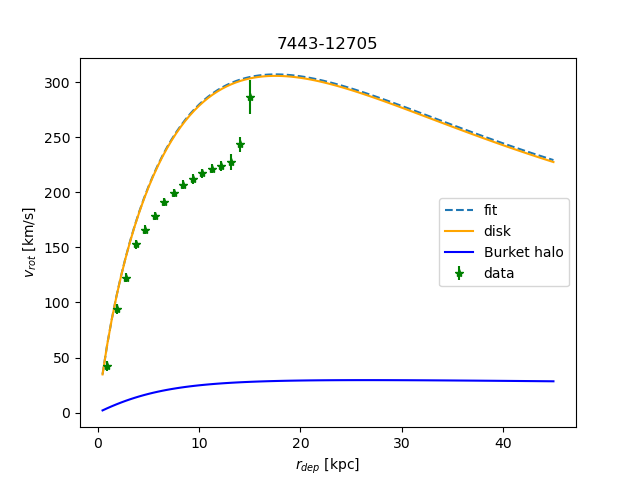 7443-12705
300
250
200
150
100
50
0
v_rot [km/s]
fit
disk
Burket halo
data
0 10 20 30 40
r_dep [kpc]